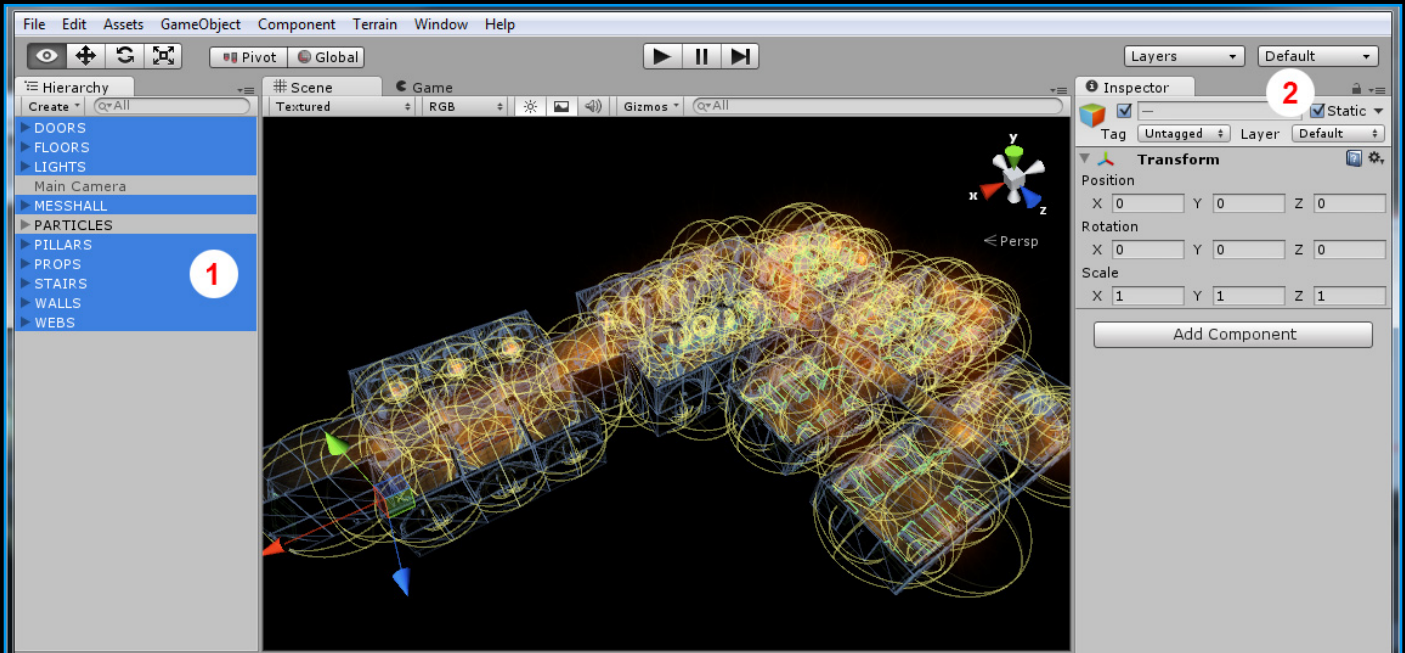 File Edit Assets GameObject Component Terrain Window Help
Pivot Global Layers Default
Hierarchy
Create All
DOORS
FLOORS
LIGHTS
Main Camera
MESSHALL
PARTICLES
PILLARS
PROPS
STAIRS
WALLS
WEBS
1
# Scene Game
Textured RGB Gizmos All
y
x
z
Persp
Inspector
2
— Static
Tag Untagged Layer Default
Transform
Position
X 0 Y 0 Z 0
Rotation
X 0 Y 0 Z 0
Scale
X 1 Y 1 Z 1
Add Component